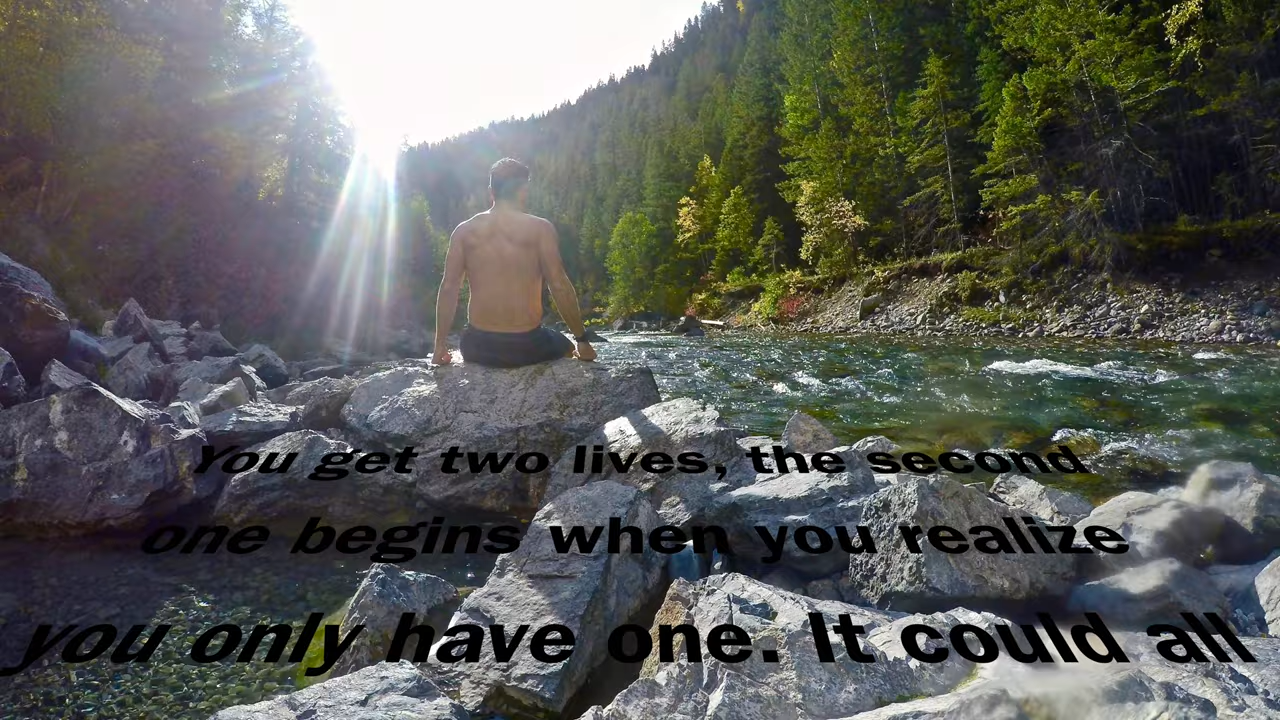 You get two lives, the second
one begins when you realize
you only have one. It could all